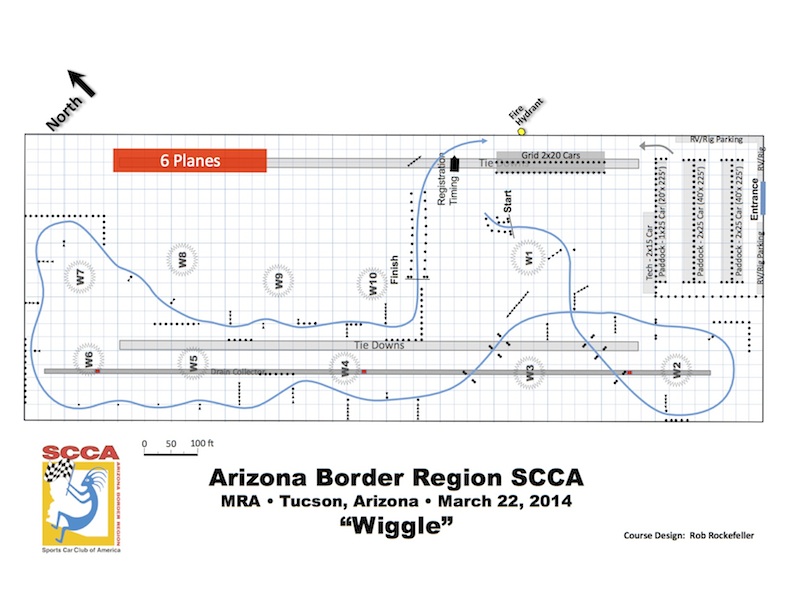 North
Fire
Hydrant
6 Planes
Registration
Timing
Tie
Grid 2x20 Cars
RV/Rig Parking
RV/Rig
Entrance
RV/Rig Parking
Tech - 2x15 Car
Paddock - 1x25 Car (20'x 225')
Paddock - 2x25 Car (40'x 225')
Paddock - 2x25 Car (40'x 225')
Start
Finish
W1
W7
W8
W9
W10
Tie Downs
W6
W5
W4
W3
W2
Drain Collector
0 50 100 ft
SCCA
ARIZONA BORDER REGION
Sports Car Club of America
Arizona Border Region SCCA
MRA • Tucson, Arizona • March 22, 2014
“Wiggle”
Course Design: Rob Rockefeller